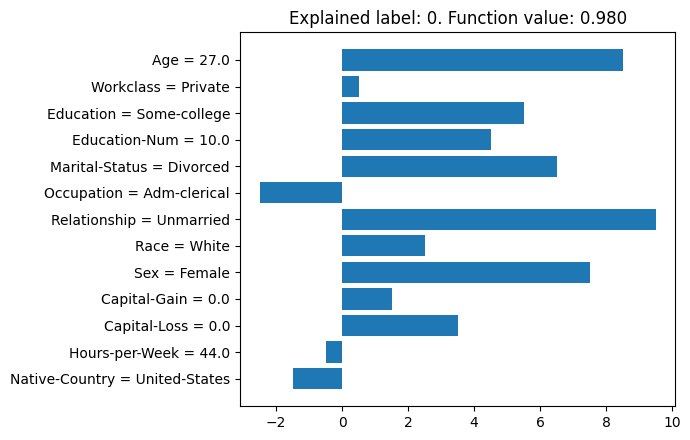 Explained label: 0. Function value: 0.980
Age = 27.0
Workclass = Private
Education = Some-college
Education-Num = 10.0
Marital-Status = Divorced
Occupation = Adm-clerical
Relationship = Unmarried
Race = White
Sex = Female
Capital-Gain = 0.0
Capital-Loss = 0.0
Hours-per-Week = 44.0
Native-Country = United-States
−2 0 2 4 6 8 10